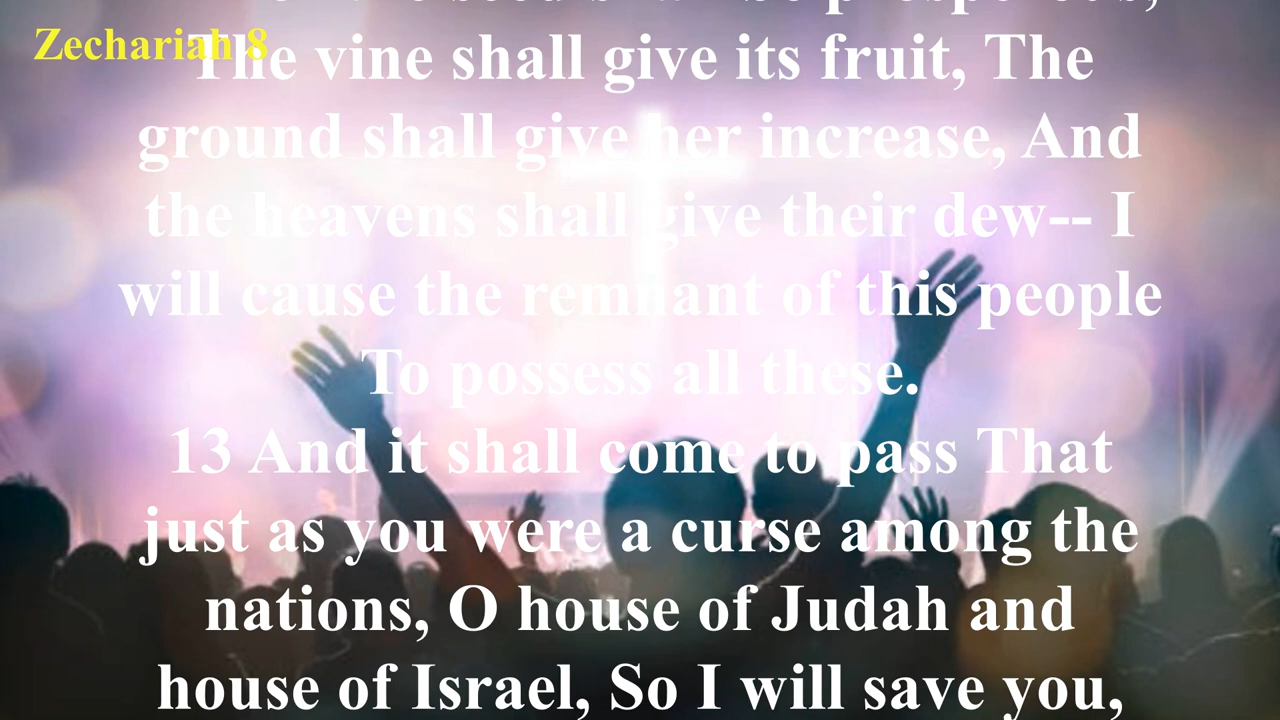 Zechariah 8
The vine shall give its fruit, The
ground shall give her increase, And
the heavens shall give their dew-- I
will cause the remnant of this people
To possess all these.
13 And it shall come to pass That
just as you were a curse among the
nations, O house of Judah and
house of Israel, So I will save you,